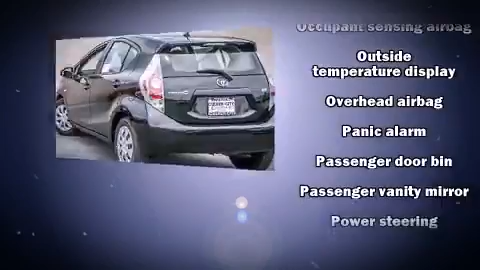 Occupant sensing airbag
Outside
temperature display
Overhead airbag
Panic alarm
Passenger door bin
Passenger vanity mirror
Power steering